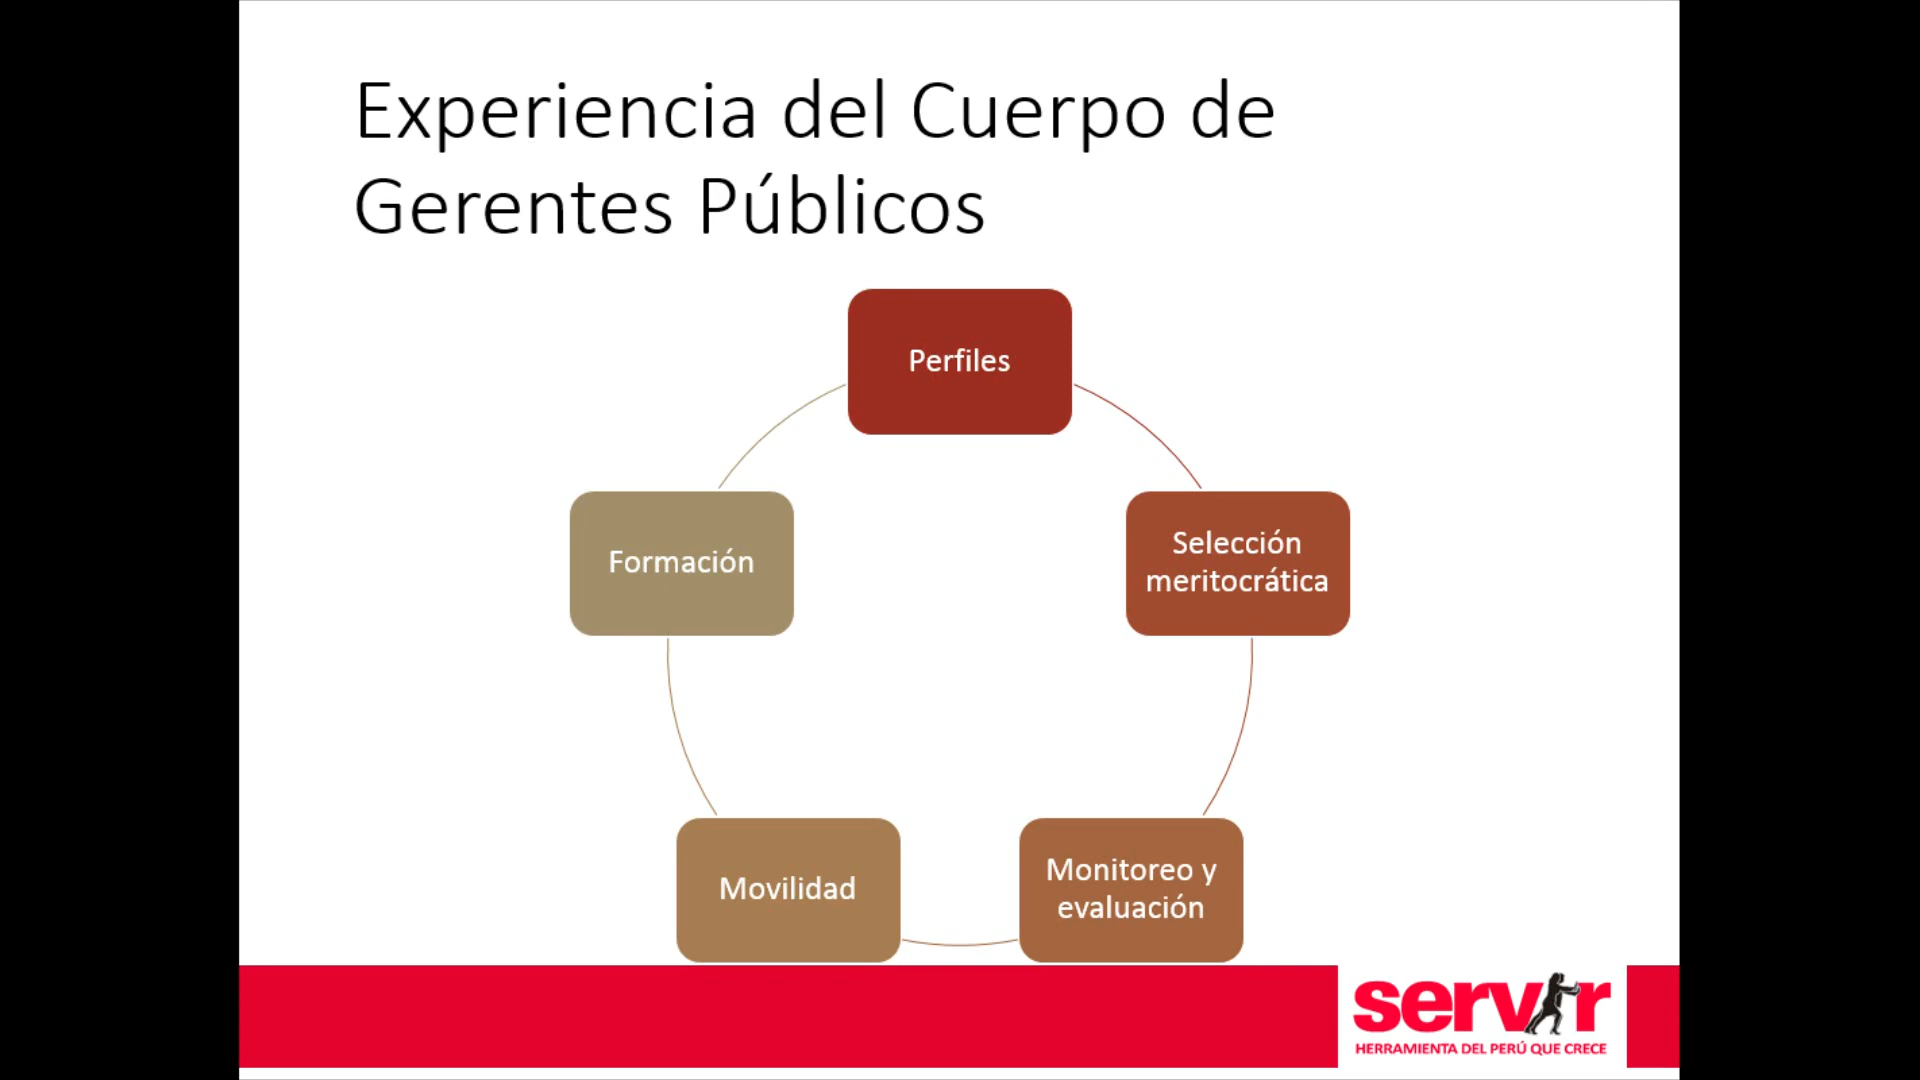 Experiencia del Cuerpo de
Gerentes Públicos
Perfiles
Selección
meritocrática
Monitoreo y
evaluación
Movilidad
Formación
servir
HERRAMIENTA DEL PERÚ QUE CRECE